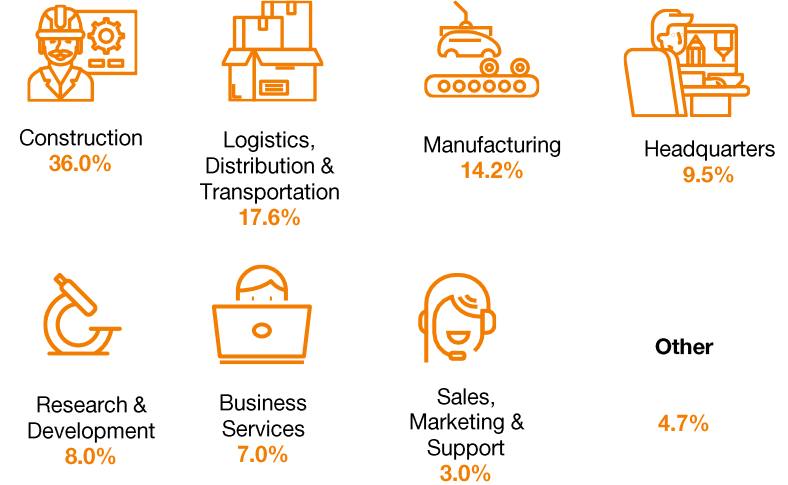 Construction
36.0%
Logistics,
Distribution &
Transportation
17.6%
Manufacturing
14.2%
Headquarters
9.5%
Research &
Development
8.0%
Business
Services
7.0%
Sales,
Marketing &
Support
3.0%
Other
4.7%